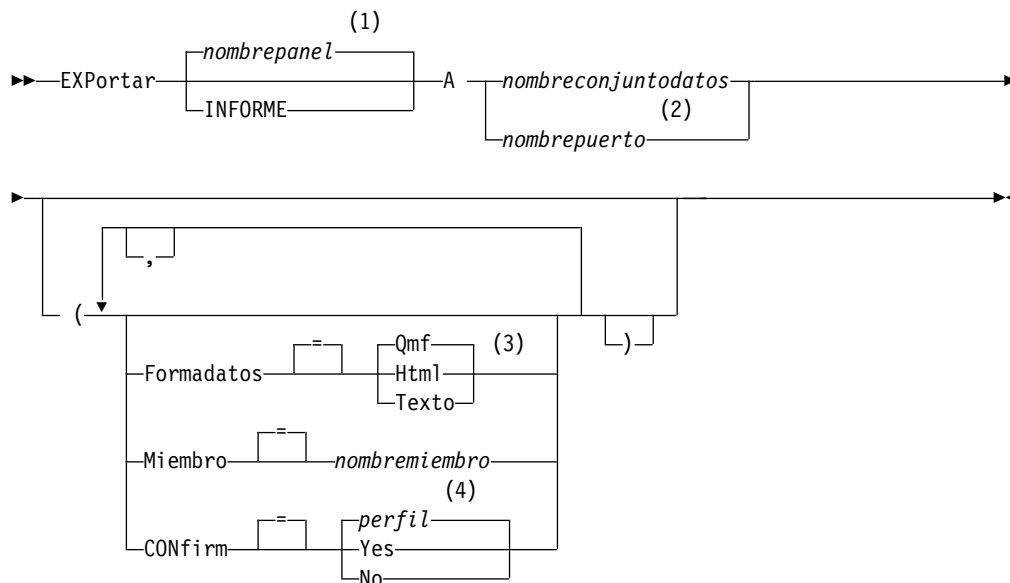 (1)
nombrepanel
EXPortar A nombreconjuntodatos
INFORME (2)
nombrepuerto
,
(
)
= Qmf (3)
Formadatos Html
Texto
=
Miembro nombremiembro
(4)
= perfil
CONfirm Yes
No